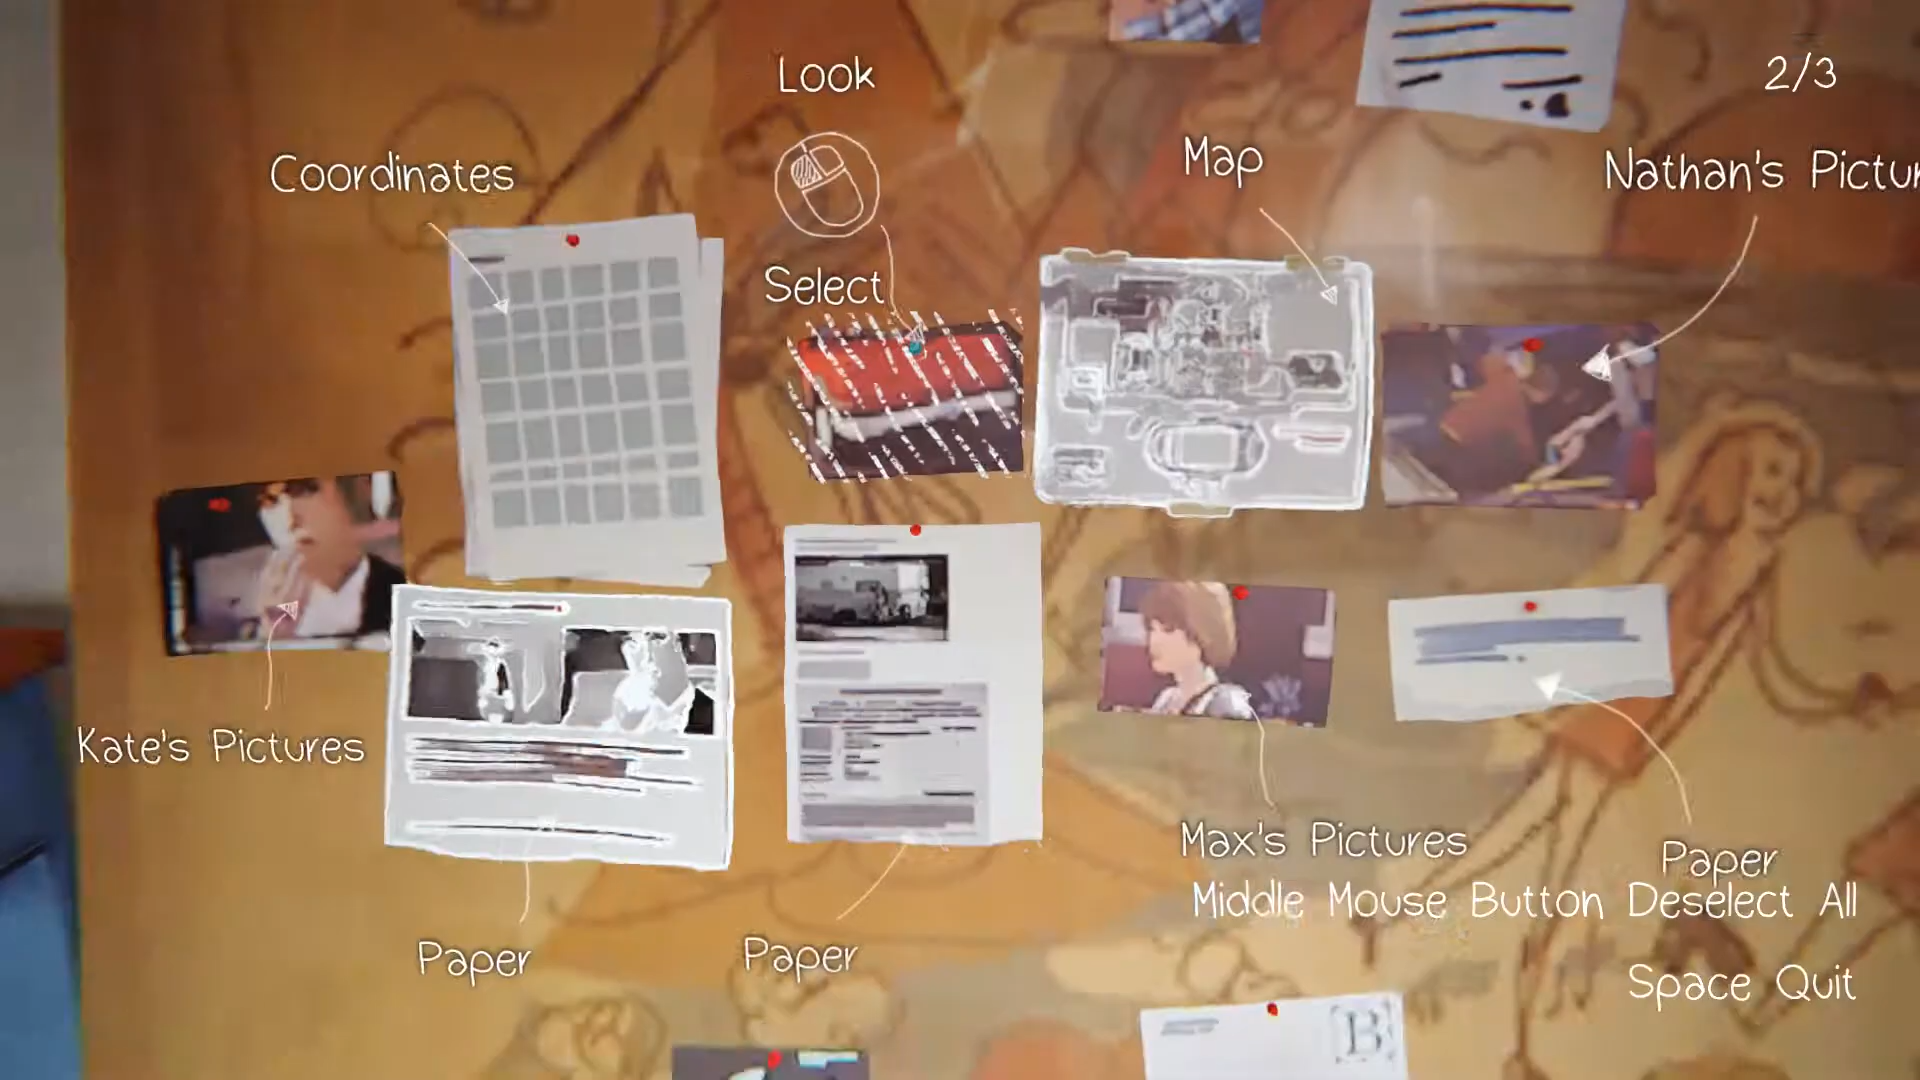 Look
2/3
Coordinates
Map
Nathan's Pictur
Select
Kate's Pictures
Max's Pictures
Paper
Middle Mouse Button Deselect All
Paper
Paper
Space Quit
[B]